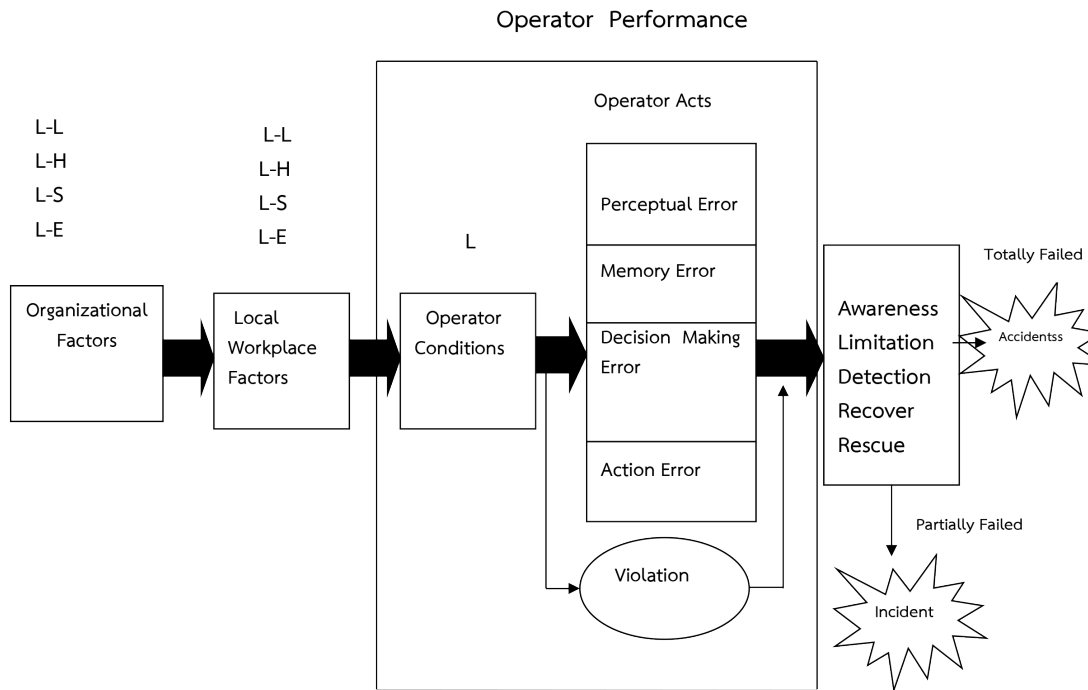 Operator Performance
Operator Acts
L-L
L-H
L-S
L-E
L-L
L-H
L-S
L-E
L
Organizational
Factors
Local
Workplace
Factors
Operator
Conditions
Perceptual Error
Memory Error
Decision Making
Error
Action Error
Violation
Awareness
Limitation
Detection
Recover
Rescue
Totally Failed
Accidentss
Partially Failed
Incident